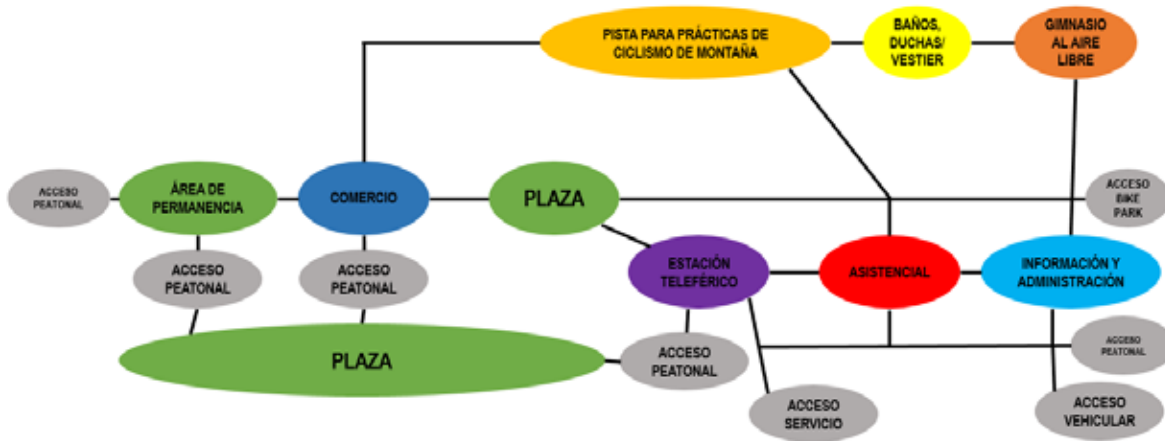 PISTA PARA PRÁCTICAS DE
CICLISMO DE MONTAÑA
BAÑOS,
DUCHAS/
VESTIER
GIMNASIO
AL AIRE
LIBRE
ACCESO
PEATONAL
ÁREA DE
PERMANENCIA
COMERCIO
PLAZA
ACCESO
BIKE
PARK
ACCESO
PEATONAL
ACCESO
PEATONAL
ESTACIÓN
TELEFÉRICO
ASISTENCIAL
INFORMACIÓN Y
ADMINISTRACIÓN
PLAZA
ACCESO
PEATONAL
ACCESO
PEATONAL
ACCESO
SERVICIO
ACCESO
VEHICULAR